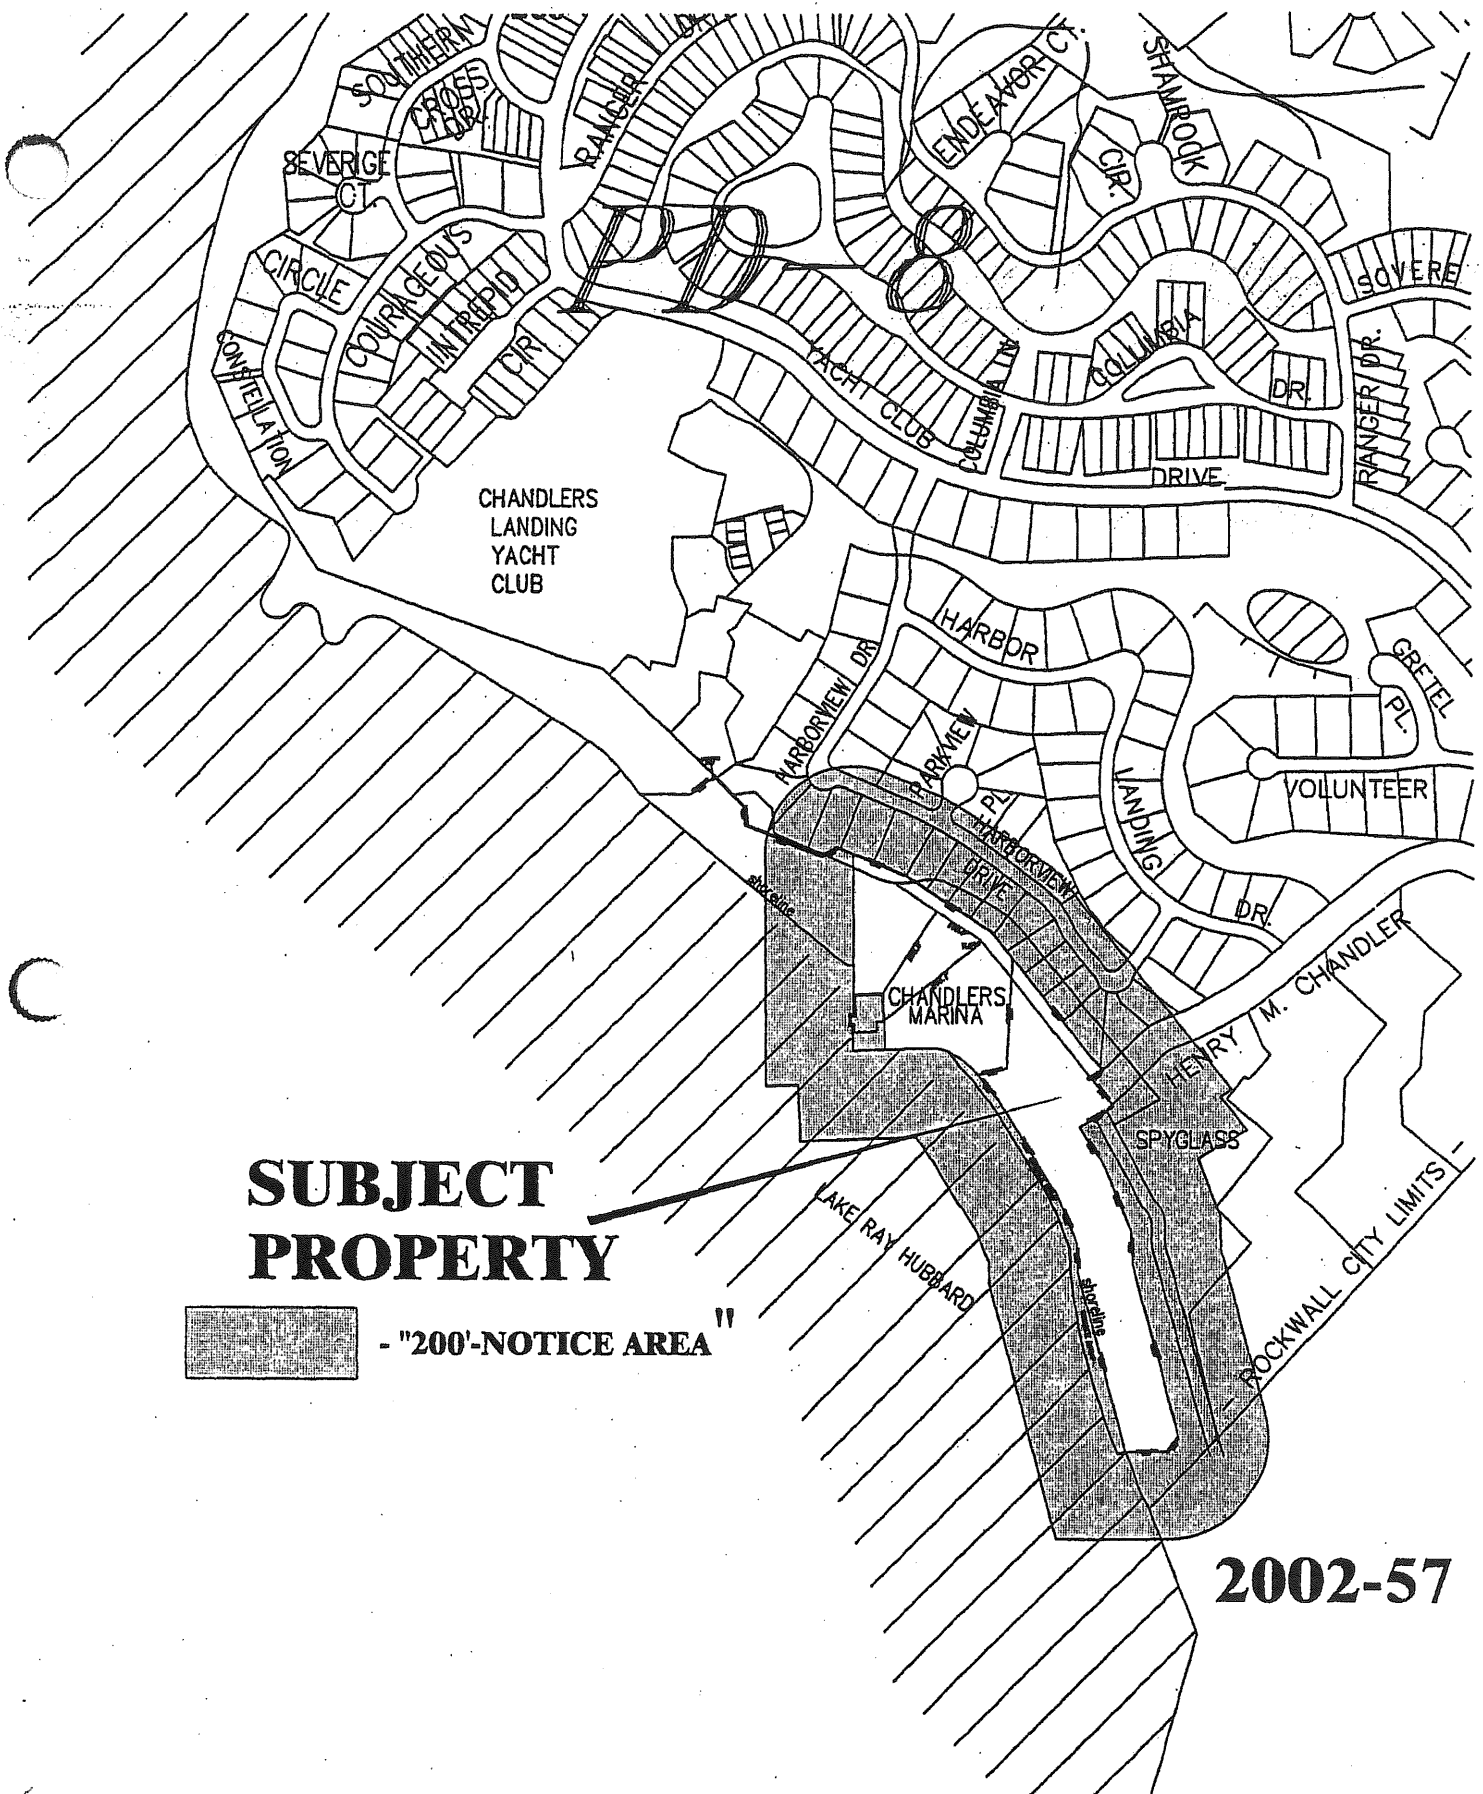 SOUTHERN
CROSS
DR.
RANGER
DR.
ENDEAVOR CT.
SHAMROCK
CIR.
SEVERIGE
CT
PD-8
CIRCLE
COURAGEOUS
INTREPID
CIR
CONSTELLATION
SOVERE
YACHT CLUB
COLUMBIA LN
COLUMBIA
DR.
RANGER DR.
DRIVE
CHANDLERS
LANDING
YACHT
CLUB
HARBOR
HARBORVIEW DR
PARKVIEW
PL
GRETEL
PL.
VOLUNTEER
LANDING
DR.
HARBORVIEW
DRIVE
shoreline
CHANDLERS
MARINA
HENRY M. CHANDLER
SPYGLASS
SUBJECT
PROPERTY
LAKE RAY HUBBARD
shoreline
ROCKWALL CITY LIMITS
- "200'-NOTICE AREA"
2002-57